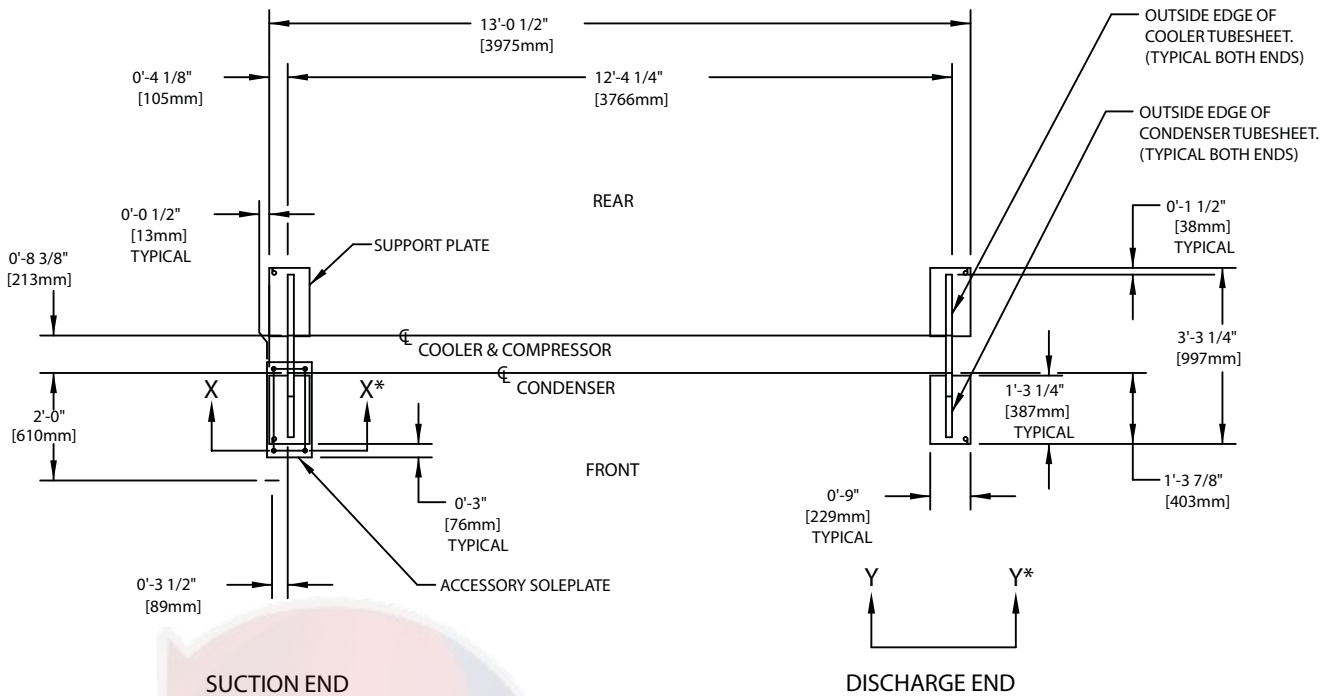 13'-0 1/2"
[3975mm]
OUTSIDE EDGE OF
COOLER TUBESHEET.
(TYPICAL BOTH ENDS)
0'-4 1/8"
[105mm]
12'-4 1/4"
[3766mm]
OUTSIDE EDGE OF
CONDENSER TUBESHEET.
(TYPICAL BOTH ENDS)
REAR
0'-0 1/2"
[13mm]
TYPICAL
0'-1 1/2"
[38mm]
TYPICAL
SUPPORT PLATE
0'-8 3/8"
[213mm]
℄ COOLER & COMPRESSOR
3'-3 1/4"
[997mm]
℄ CONDENSER
X X*
1'-3 1/4"
[387mm]
TYPICAL
2'-0"
[610mm]
FRONT
1'-3 7/8"
[403mm]
0'-3"
[76mm]
TYPICAL
0'-9"
[229mm]
TYPICAL
0'-3 1/2"
[89mm]
ACCESSORY SOLEPLATE
Y Y*
SUCTION END
DISCHARGE END